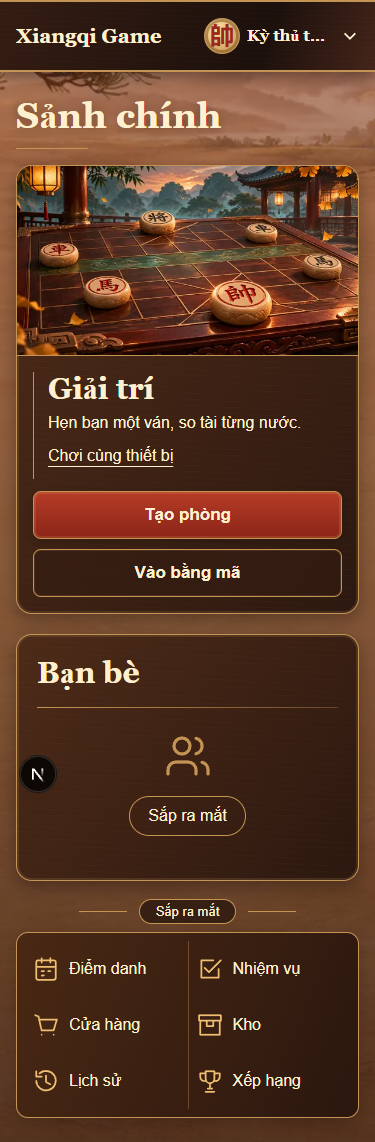 Xiangqi Game
帥 Kỳ thủ t...
Sảnh chính
將
車
車
馬
馬
帥
Giải trí
Hẹn bạn một ván, so tài từng nước.
Chơi cùng thiết bị
Tạo phòng
Vào bằng mã
Bạn bè
N
Sắp ra mắt
Sắp ra mắt
Điểm danh
Nhiệm vụ
Cửa hàng
Kho
Lịch sử
Xếp hạng